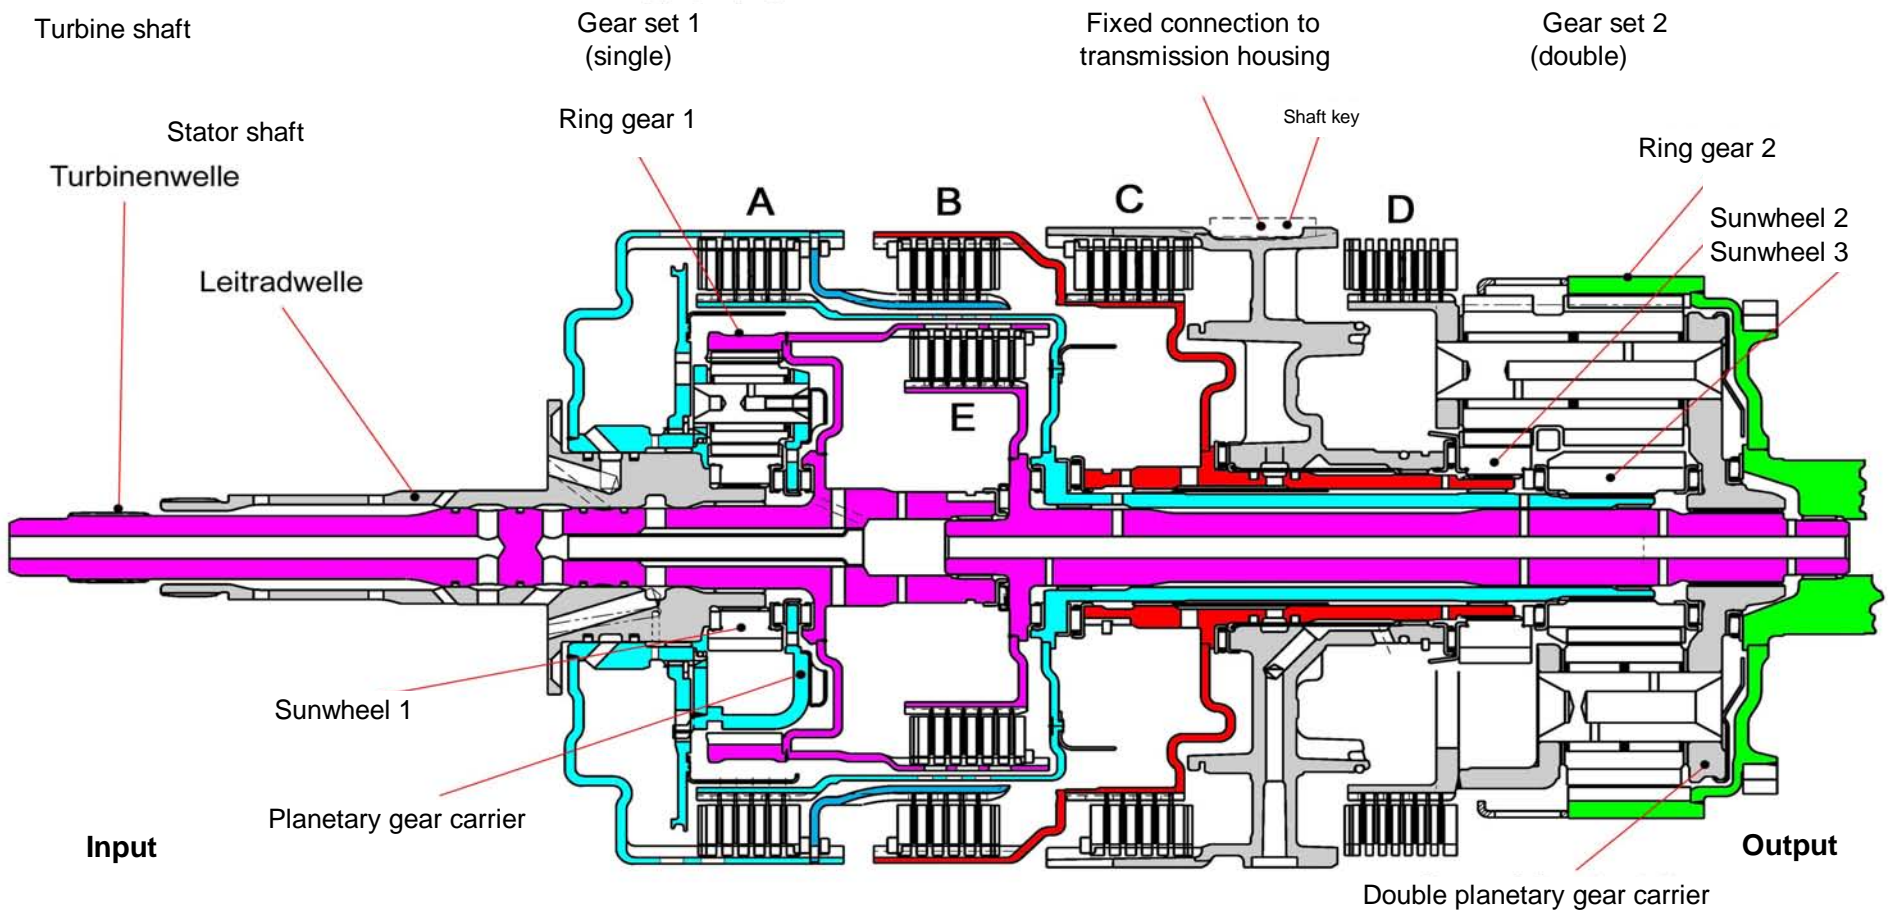 Turbine shaft
Gear set 1
(single)
Fixed connection to
transmission housing
Gear set 2
(double)
Stator shaft
Ring gear 1
Shaft key
Ring gear 2
Turbinenwelle
A
B
C
D
Sunwheel 2
Sunwheel 3
Leitradwelle
E
Sunwheel 1
Planetary gear carrier
Input
Output
Double planetary gear carrier